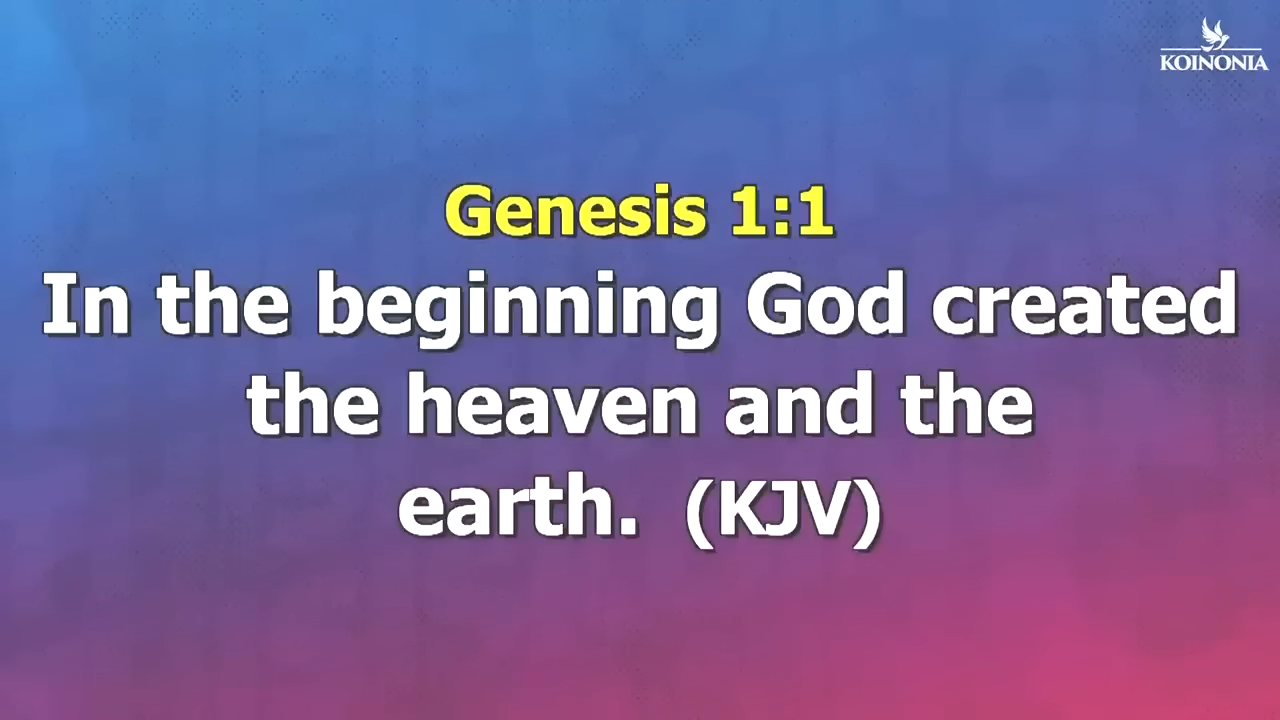 KOINONIA
Genesis 1:1
In the beginning God created
the heaven and the
earth. (KJV)